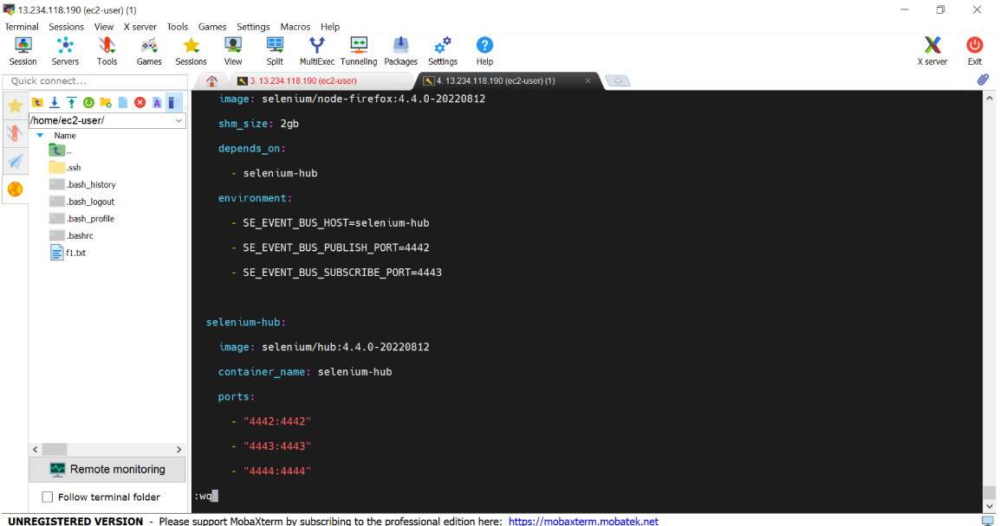 13.234.118.190 (ec2-user) (1)
Terminal Sessions View X server Tools Games Settings Macros Help
Session Servers Tools Games Sessions View Split MultiExec Tunneling Packages Settings Help X server Exit
Quick connect...
3. 13.234.118.190 (ec2-user)
4. 13.234.118.190 (ec2-user) (1)
/home/ec2-user/
Name
..
.ssh
.bash_history
.bash_logout
.bash_profile
.bashrc
f1.txt
Remote monitoring
Follow terminal folder
image: selenium/node-firefox:4.4.0-20220812
shm_size: 2gb
depends_on:
- selenium-hub
environment:
- SE_EVENT_BUS_HOST=selenium-hub
- SE_EVENT_BUS_PUBLISH_PORT=4442
- SE_EVENT_BUS_SUBSCRIBE_PORT=4443
selenium-hub:
image: selenium/hub:4.4.0-20220812
container_name: selenium-hub
ports:
- "4442:4442"
- "4443:4443"
- "4444:4444"
:wq
UNREGISTERED VERSION - Please support MobaXterm by subscribing to the professional edition here: https://mobaxterm.mobatek.net